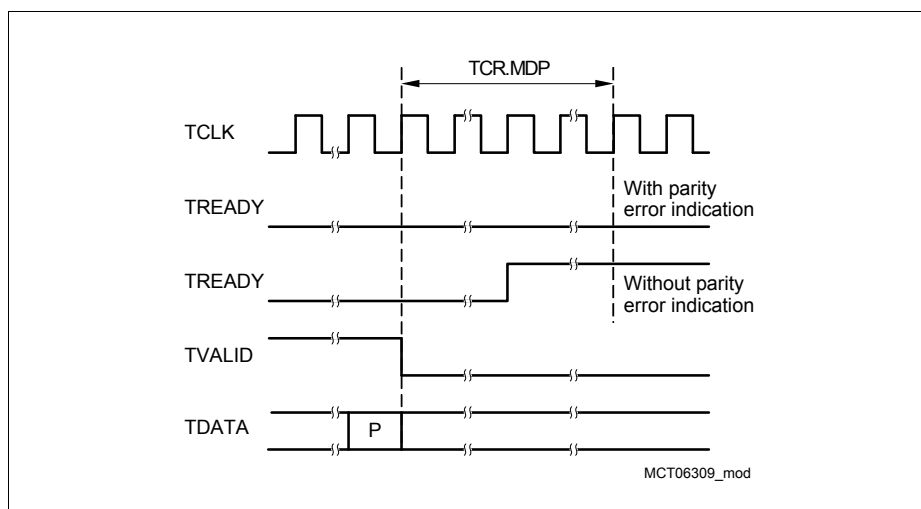 TCR.MDP
TCLK
With parity
error indication
TREADY
TREADY
Without parity
error indication
TVALID
TDATA
P
MCT06309_mod